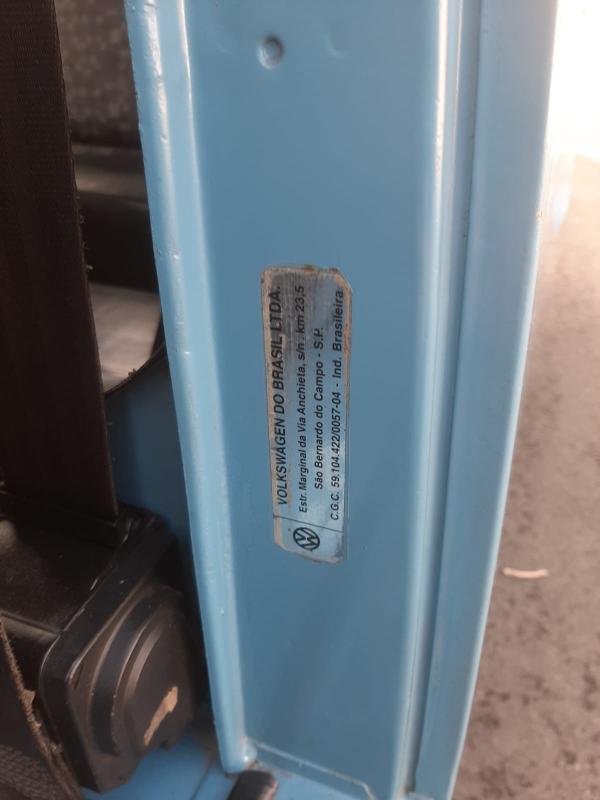 VOLKSWAGEN DO BRASIL LTDA.
Estr. Marginal da Via Anchieta, s/n. km 23,5
São Bernardo do Campo - S.P.
C.G.C. 59.104.422/0057-04 - Ind. Brasileira